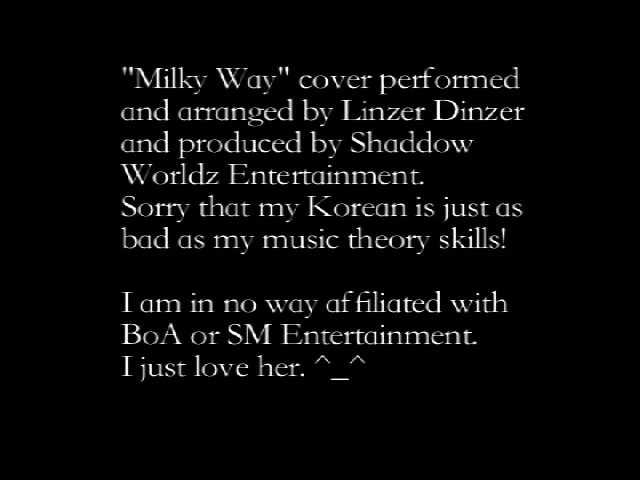 "Milky Way" cover performed
and arranged by Linzer Dinzer
and produced by Shaddow
Worldz Entertainment.
Sorry that my Korean is just as
bad as my music theory skills!
I am in no way affiliated with
BoA or SM Entertainment.
I just love her. ^_^